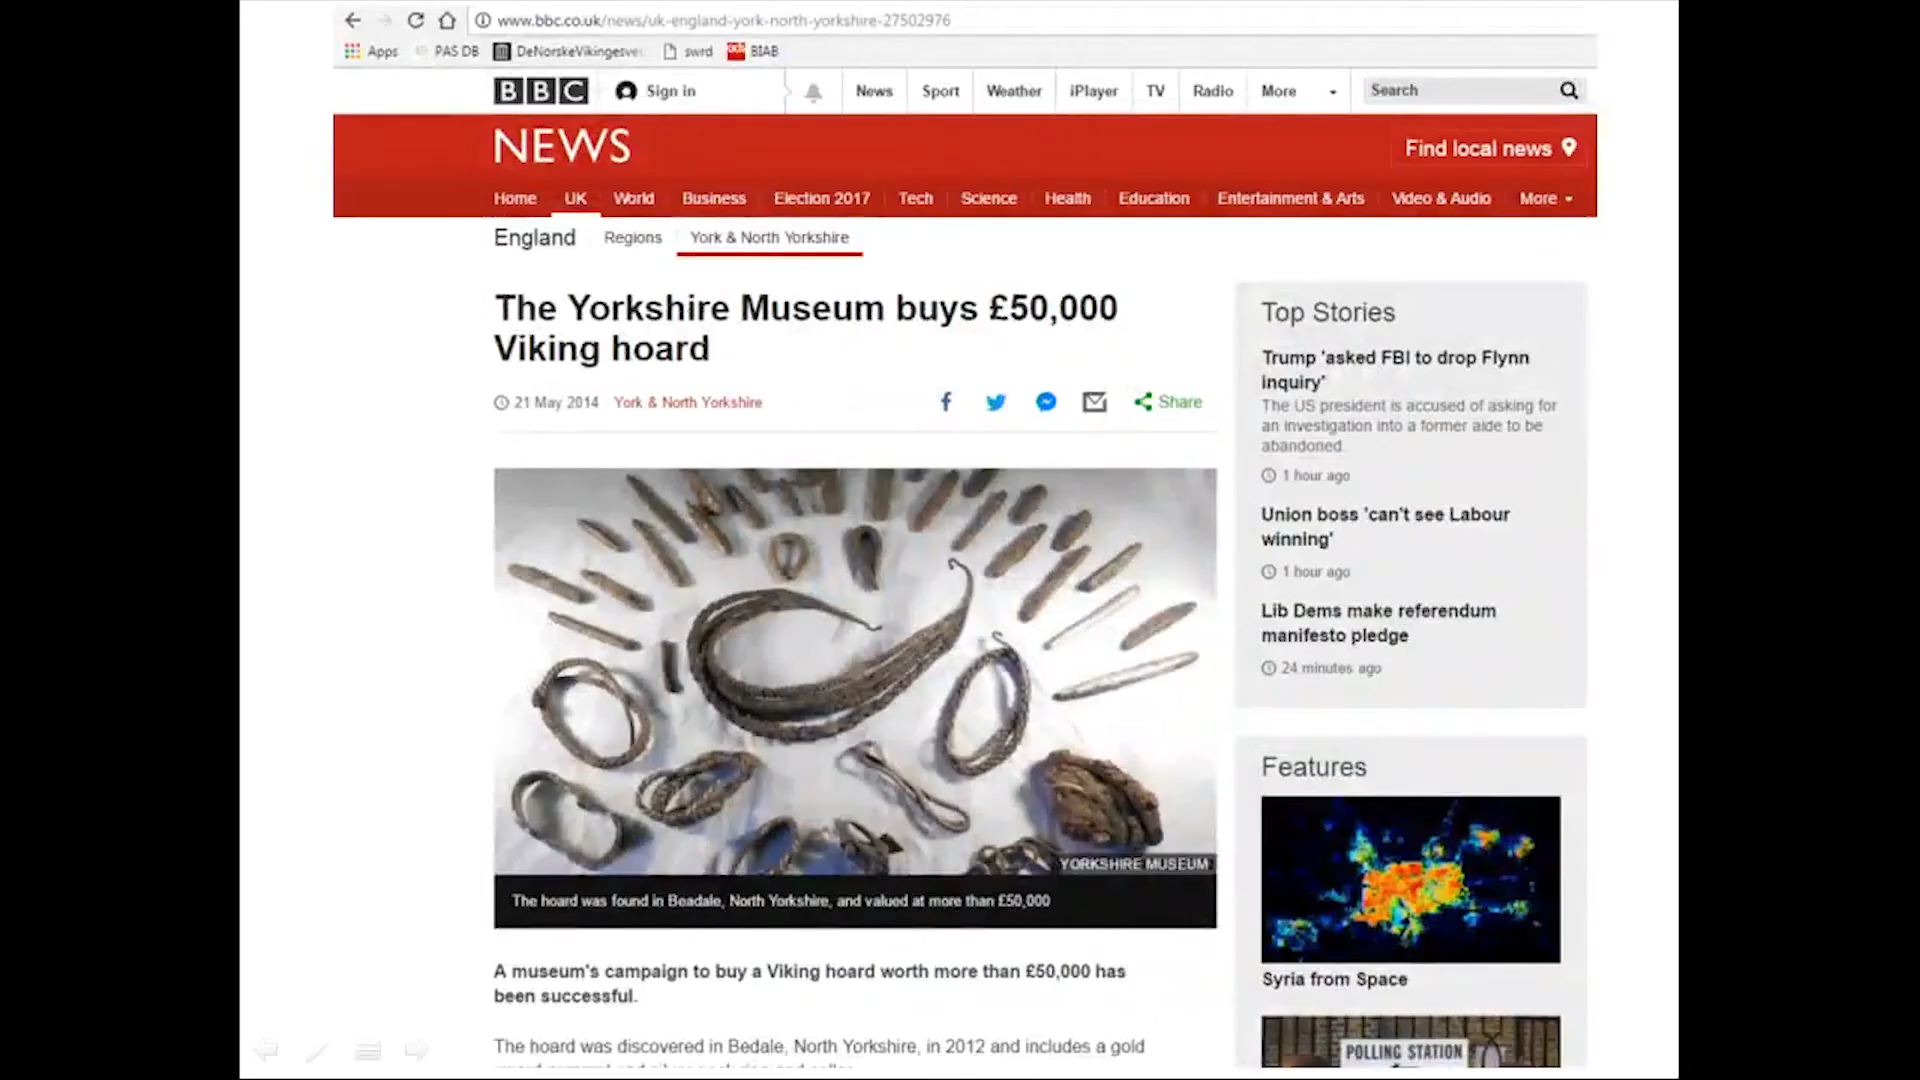 www.bbc.co.uk/news/uk-england-york-north-yorkshire-27502976
Apps PAS DB DeNorskeVikingesve swrd BIAB
BBC Sign in News Sport Weather iPlayer TV Radio More Search
NEWS
Find local news
Home UK World Business Election 2017 Tech Science Health Education Entertainment & Arts Video & Audio More
England Regions York & North Yorkshire
The Yorkshire Museum buys £50,000
Viking hoard
21 May 2014 York & North Yorkshire
Share
YORKSHIRE MUSEUM
The hoard was found in Beadale, North Yorkshire, and valued at more than £50,000
A museum's campaign to buy a Viking hoard worth more than £50,000 has
been successful.
The hoard was discovered in Bedale, North Yorkshire, in 2012 and includes a gold
Top Stories
Trump 'asked FBI to drop Flynn
inquiry'
The US president is accused of asking for
an investigation into a former aide to be
abandoned.
1 hour ago
Union boss 'can't see Labour
winning'
1 hour ago
Lib Dems make referendum
manifesto pledge
24 minutes ago
Features
Syria from Space
POLLING STATION